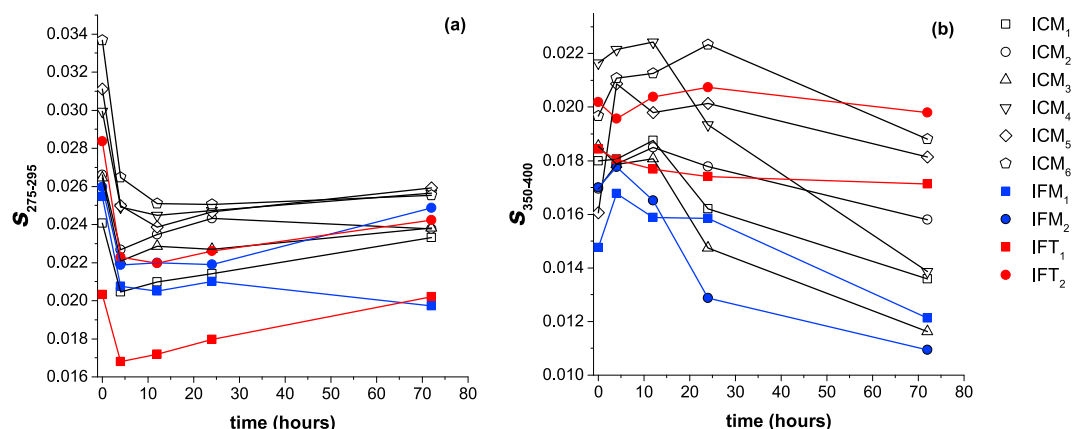 (a)
0.034
0.032
0.030
0.028
0.026
0.024
0.022
0.020
0.018
0.016
S275-295
0 10 20 30 40 50 60 70 80
time (hours)
(b)
0.022
0.020
0.018
0.016
0.014
0.012
0.010
S350-400
0 10 20 30 40 50 60 70 80
time (hours)
ICM1
ICM2
ICM3
ICM4
ICM5
ICM6
IFM1
IFM2
IFT1
IFT2